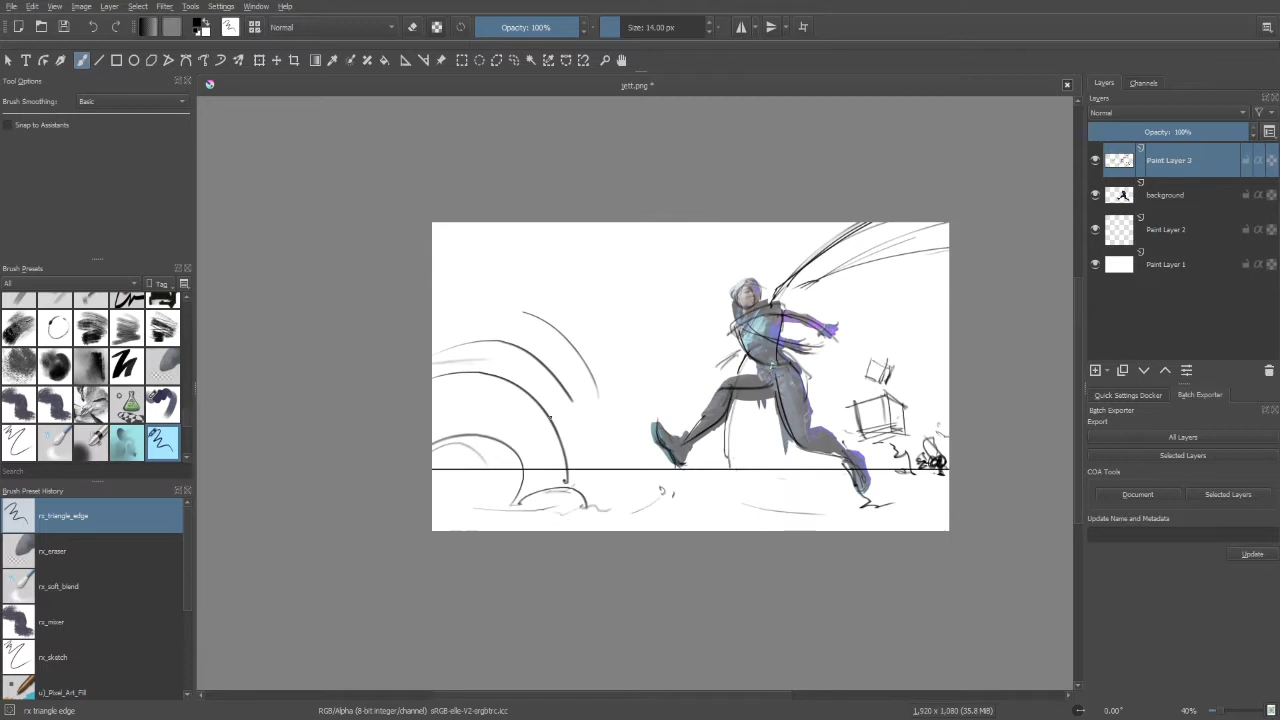 File Edit View Image Layer Select Filter Tools Settings Window Help
Normal Opacity: 100% Size: 14.00 px
Tool Options
Brush Smoothing: Basic
Snap to Assistants
jett.png *
Layers Channels
Layers
Normal
Opacity: 100%
Paint Layer 3
background
Paint Layer 2
Paint Layer 1
Brush Presets
All Tag
Search
Brush Preset History
rx_triangle_edge
rx_eraser
rx_soft_blend
rx_mixer
rx_sketch
u)_Pixel_Art_Fill
Quick Settings Docker Batch Exporter
Batch Exporter
Export
All Layers
Selected Layers
COA Tools
Document Selected Layers
Update Name and Metadata
Update
rx triangle edge RGB/Alpha (8-bit integer/channel) sRGB-elle-V2-srgbtrc.icc 1,920 x 1,080 (35.8 MiB) 0.00° 40%